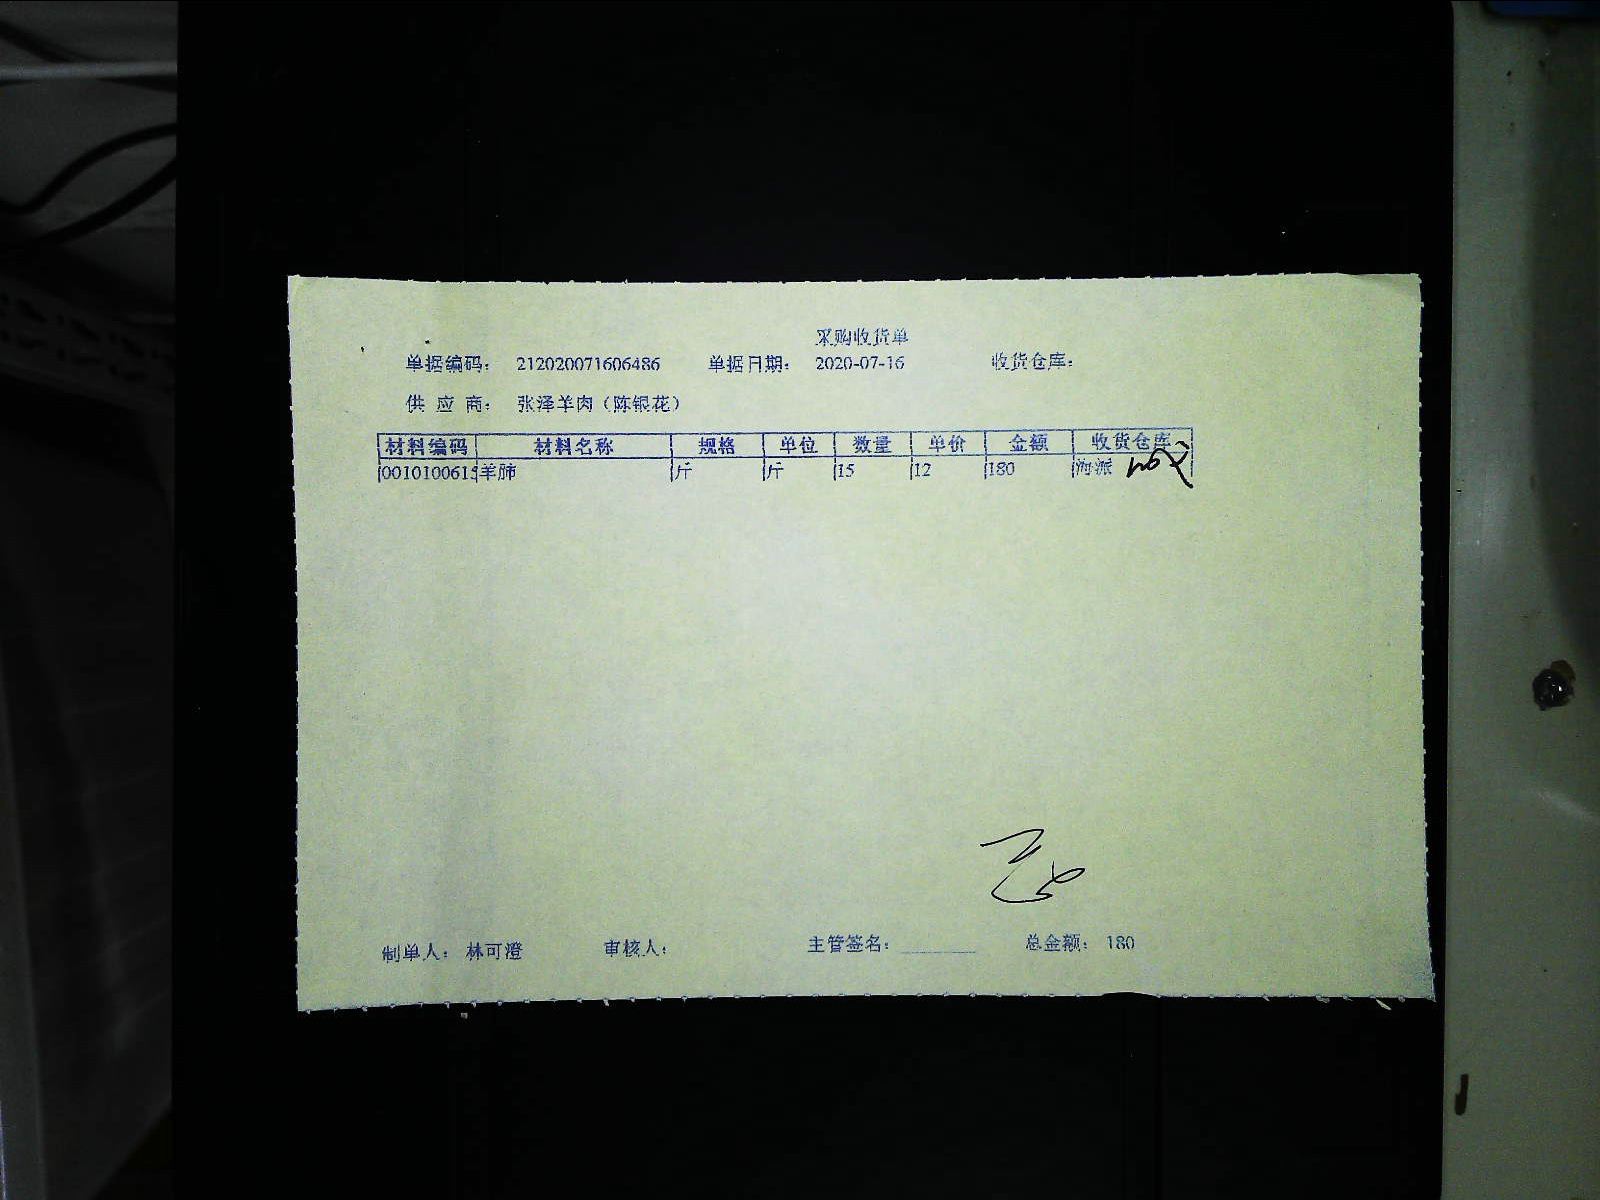 采购收货单
单据编码： 212020071606486 单据日期： 2020-07-16 收货仓库：
供 应 商： 张泽羊肉（陈银花）
材料编码 材料名称 规格 单位 数量 单价 金额 收货仓库
001010061 羊肺 斤 斤 15 12 180 海派
制单人： 林可澄 审核人： 主管签名： 总金额： 180